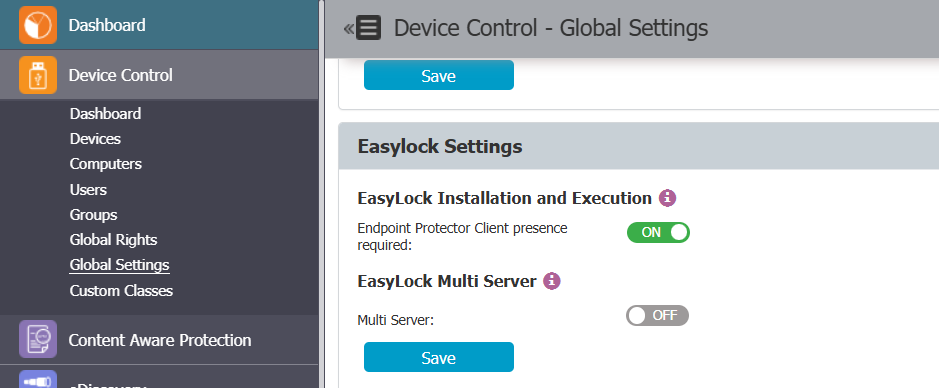 Dashboard
Device Control
Dashboard
Devices
Computers
Users
Groups
Global Rights
Global Settings
Custom Classes
Content Aware Protection
eDiscovery
Device Control - Global Settings
Save
Easylock Settings
EasyLock Installation and Execution
Endpoint Protector Client presence
required:
ON
EasyLock Multi Server
Multi Server:
OFF
Save